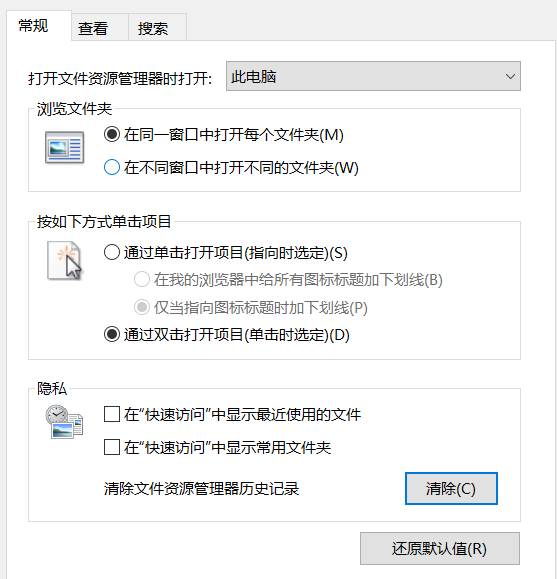 常规 查看 搜索
打开文件资源管理器时打开: 此电脑
浏览文件夹
在同一窗口中打开每个文件夹(M)
在不同窗口中打开不同的文件夹(W)
按如下方式单击项目
通过单击打开项目(指向时选定)(S)
在我的浏览器中给所有图标标题加下划线(B)
仅当指向图标标题时加下划线(P)
通过双击打开项目(单击时选定)(D)
隐私
在“快速访问”中显示最近使用的文件
在“快速访问”中显示常用文件夹
清除文件资源管理器历史记录 清除(C)
还原默认值(R)